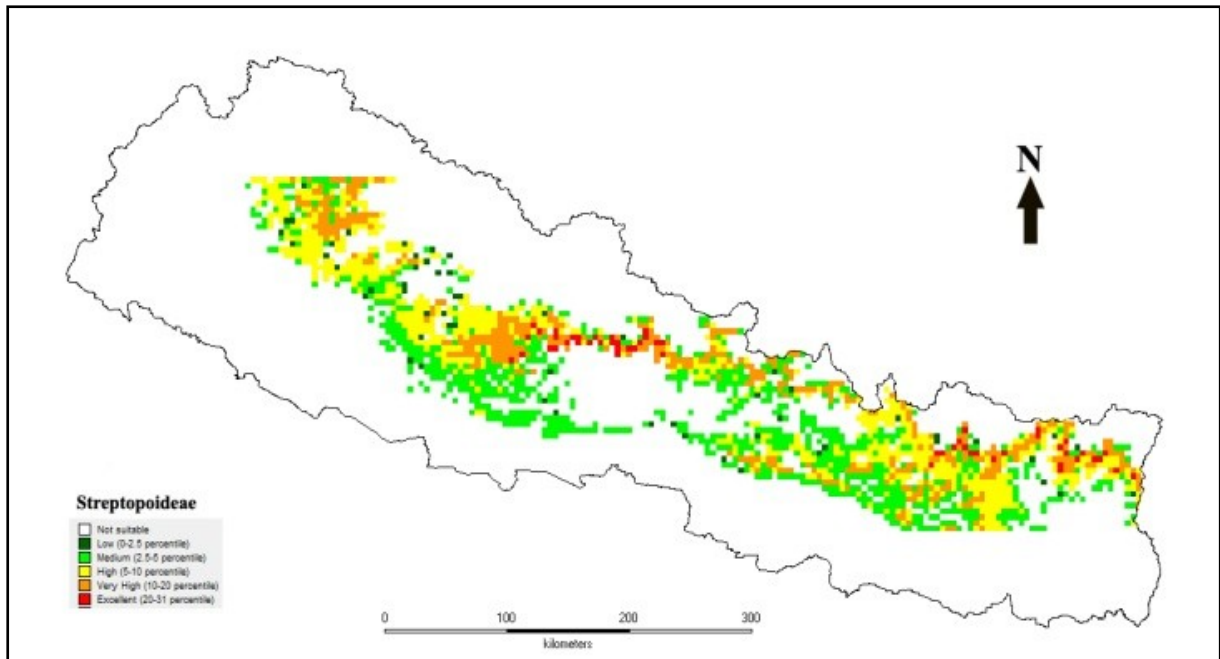 N
Streptopoideae
Not suitable
Low (0-2.5 percentile)
Medium (2.5-5 percentile)
High (5-10 percentile)
Very High (10-20 percentile)
Excellent (20-31 percentile)
0 100 200 300
kilometers